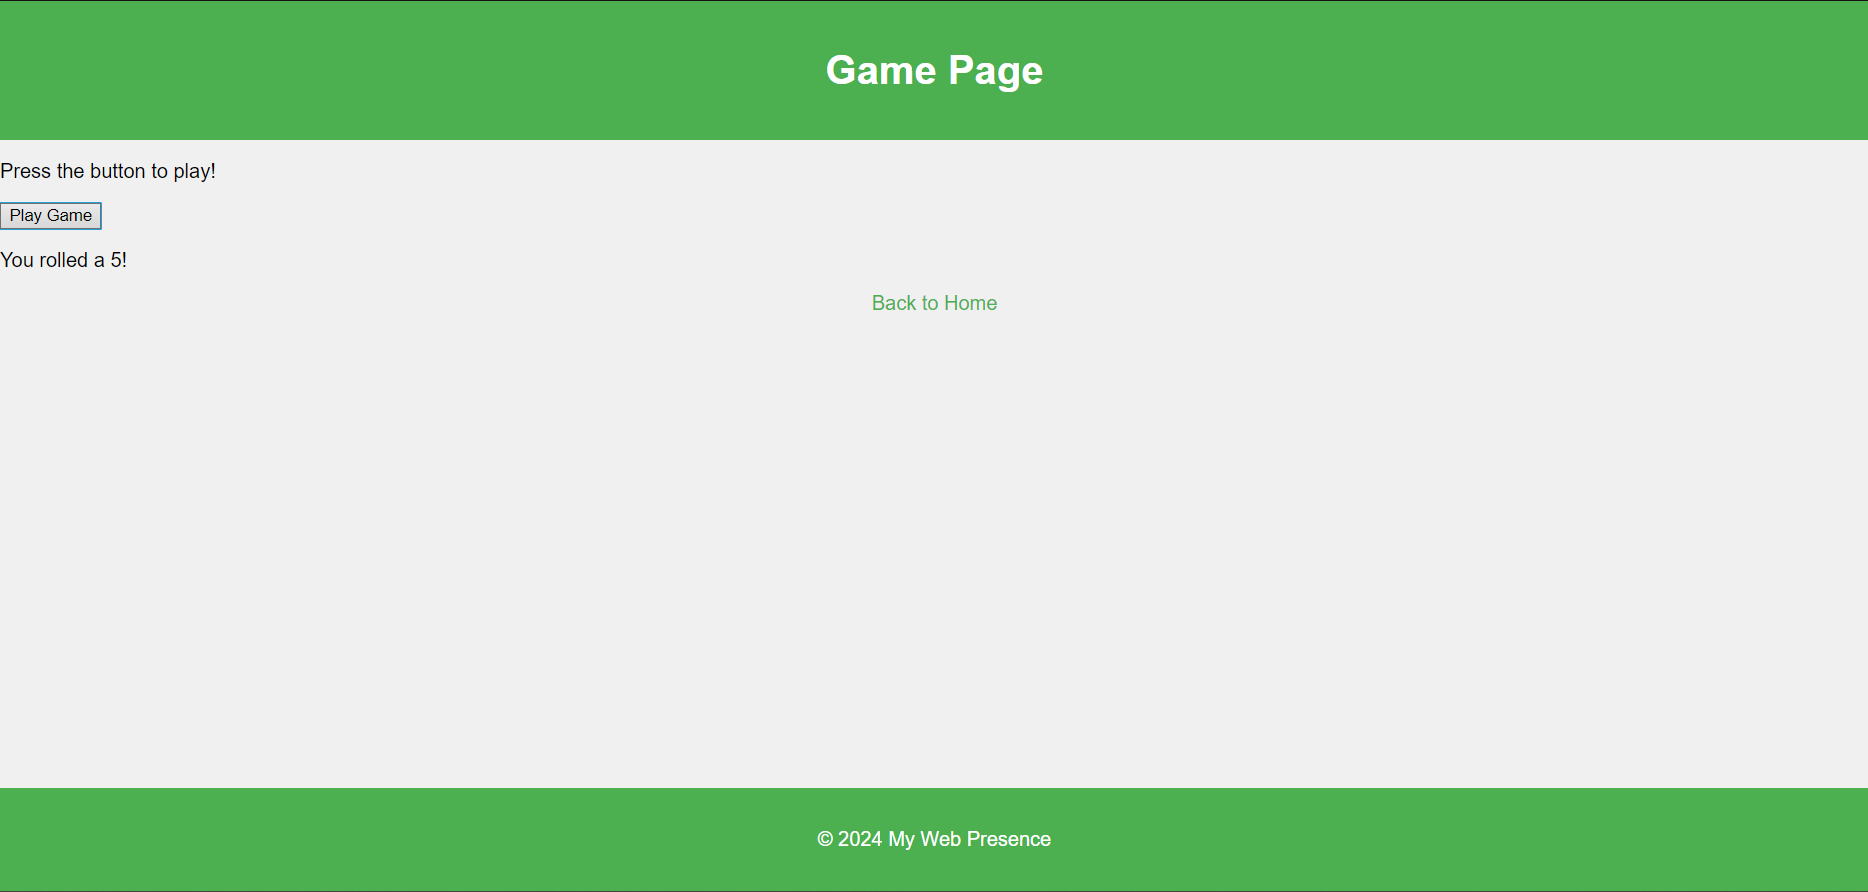 Game Page
Press the button to play!
Play Game
You rolled a 5!
Back to Home
© 2024 My Web Presence